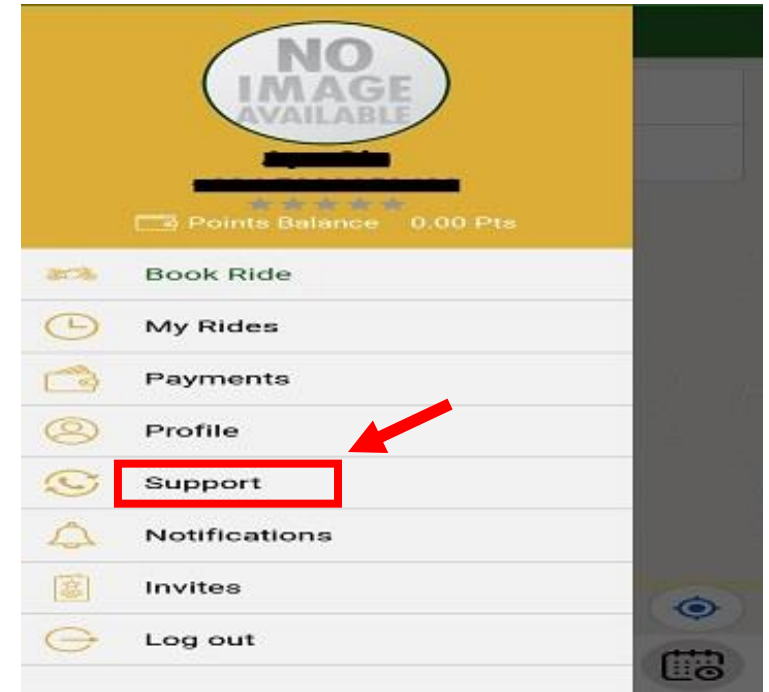 NO
IMAGE
AVAILABLE
Points Balance 0.00 Pts
Book Ride
My Rides
Payments
Profile
Support
Notifications
Invites
Log out